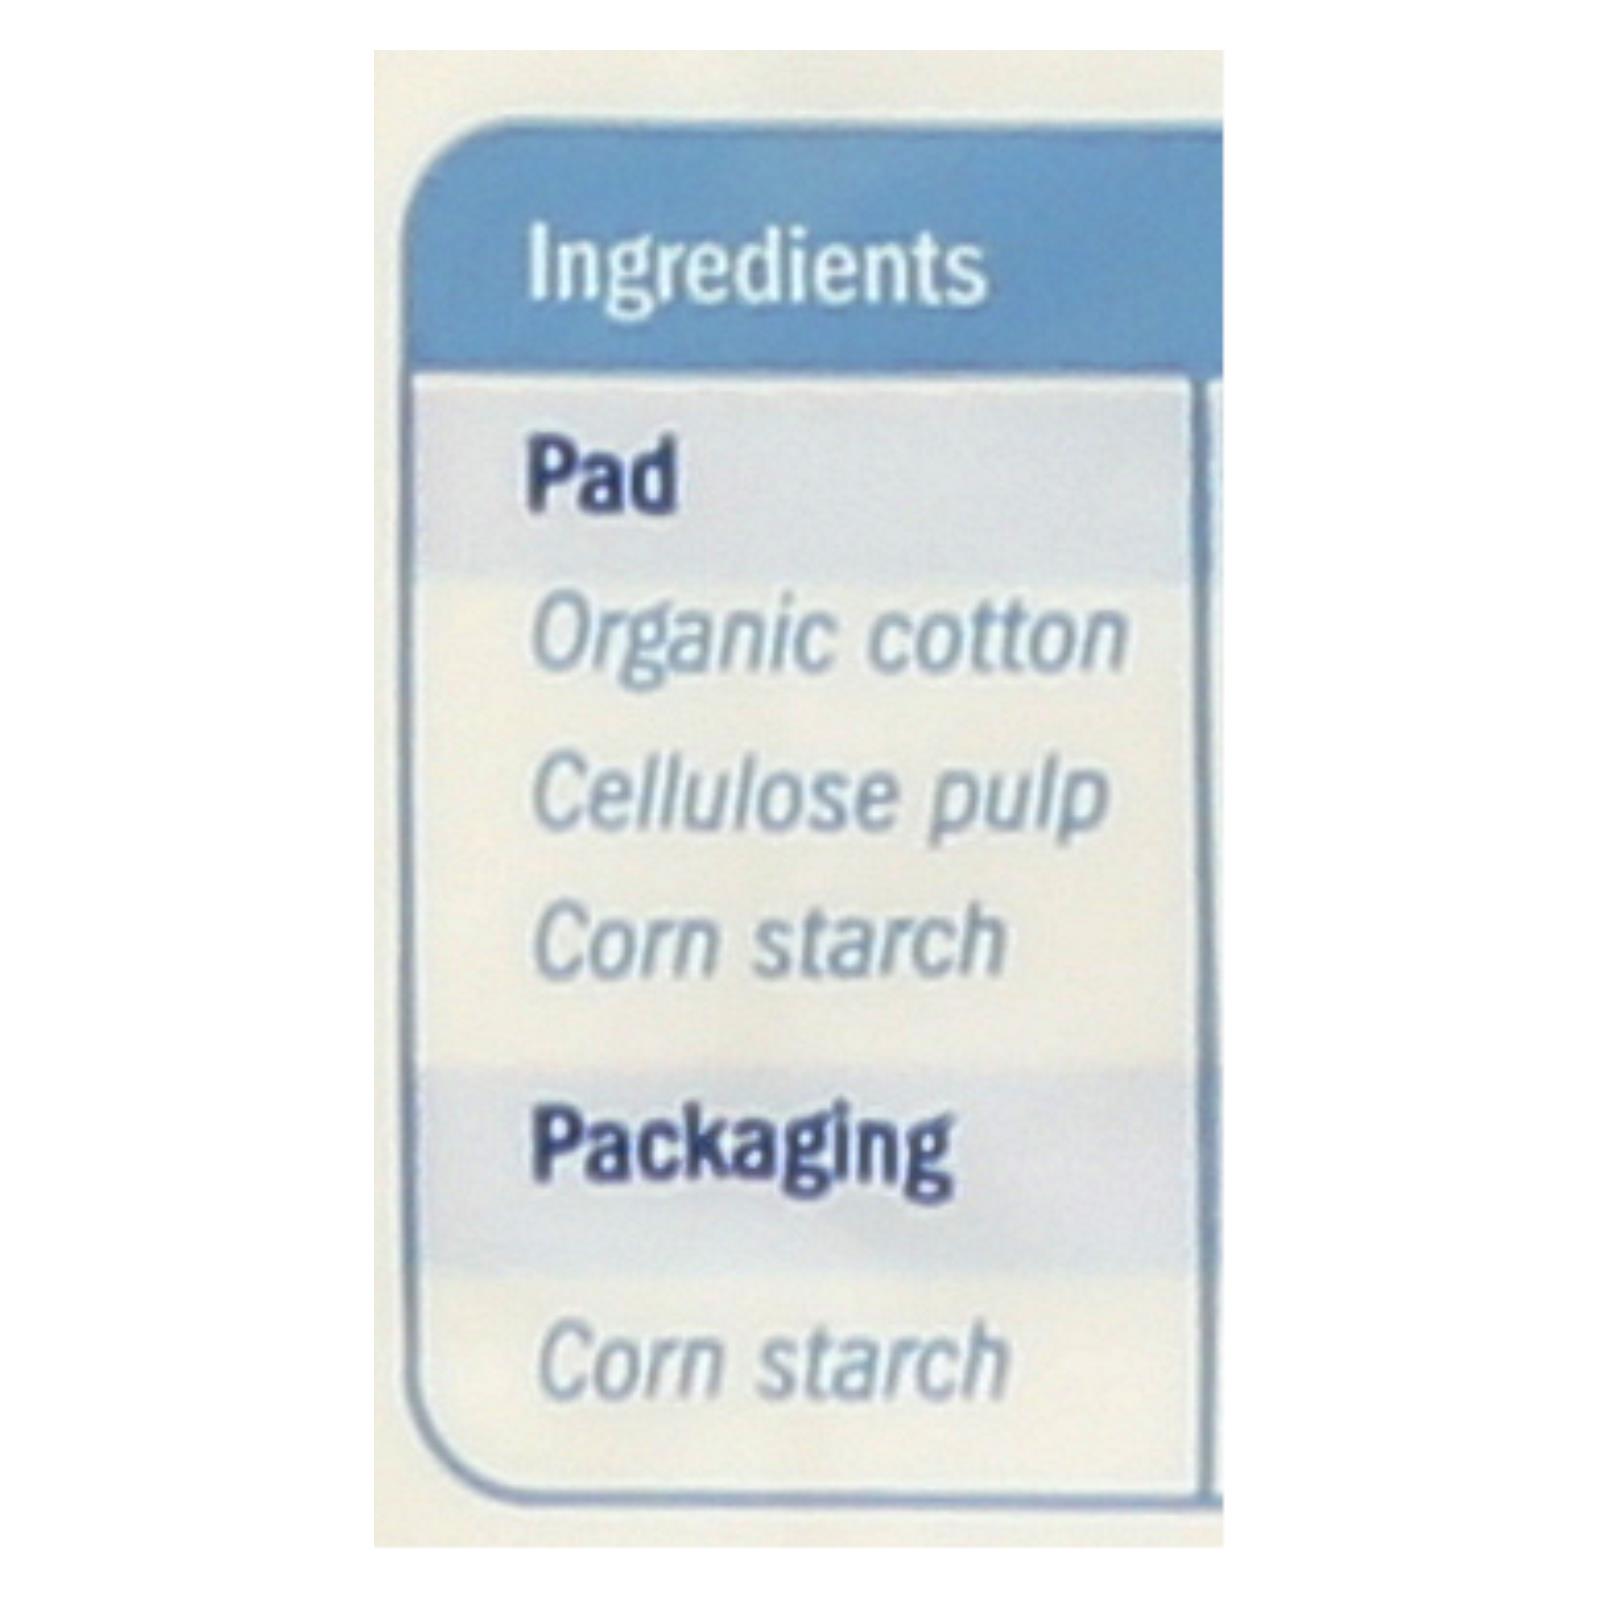 Ingredients
Pad
Organic cotton
Cellulose pulp
Corn starch
Packaging
Corn starch